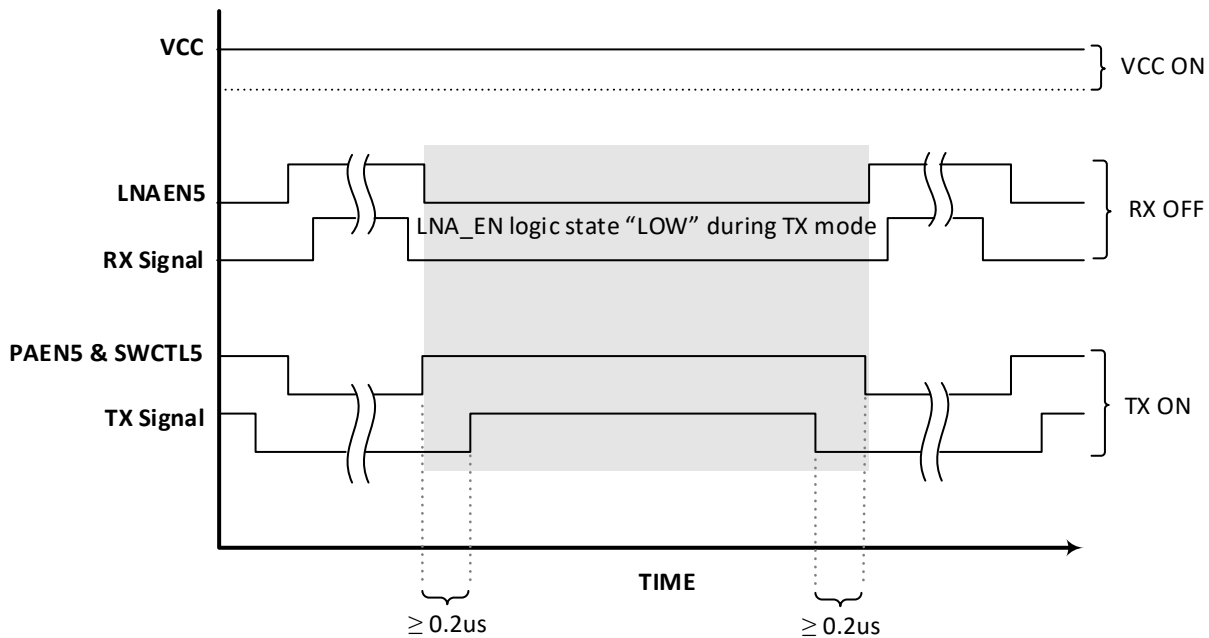 VCC
VCC ON
LNAEN5
RX OFF
LNA_EN logic state “LOW” during TX mode
RX Signal
PAEN5 & SWCTL5
TX ON
TX Signal
TIME
≥ 0.2us
≥ 0.2us